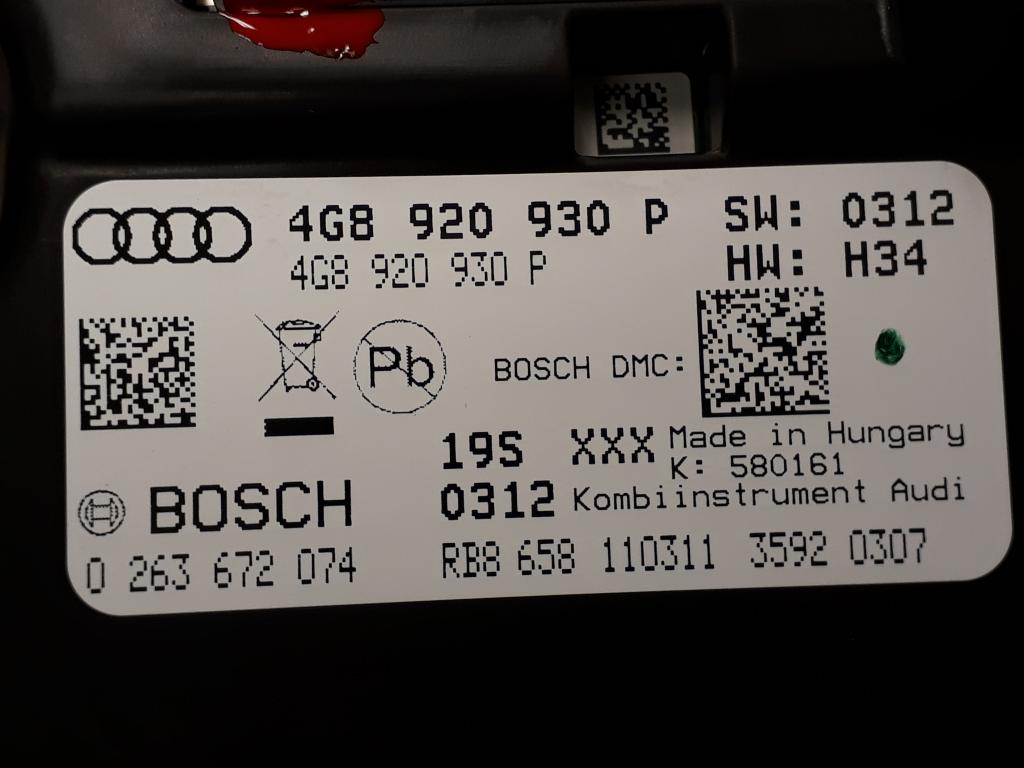 4G8 920 930 P SW: 0312
4G8 920 930 P HW: H34
Pb BOSCH DMC:
19S XXX Made in Hungary
K: 580161
BOSCH 0312 Kombiinstrument Audi
0 263 672 074 RB8 658 110311 3592 0307